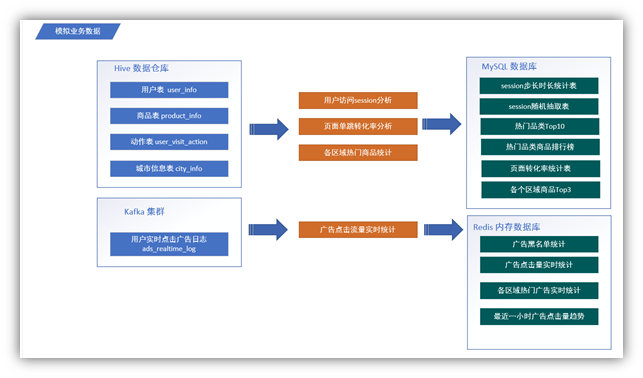 模拟业务数据
Hive 数据仓库
用户表 user_info
商品表 product_info
动作表 user_visit_action
城市信息表 city_info
Kafka 集群
用户实时点击广告日志
ads_realtime_log
用户访问session分析
页面单跳转化率分析
各区域热门商品统计
广告点击流量实时统计
MySQL 数据库
session步长时长统计表
session随机抽取表
热门品类Top10
热门品类商品排行榜
页面转化率统计表
各个区域商品Top3
Redis 内存数据库
广告黑名单统计
广告点击量实时统计
各区域热门广告实时统计
最近一小时广告点击量趋势